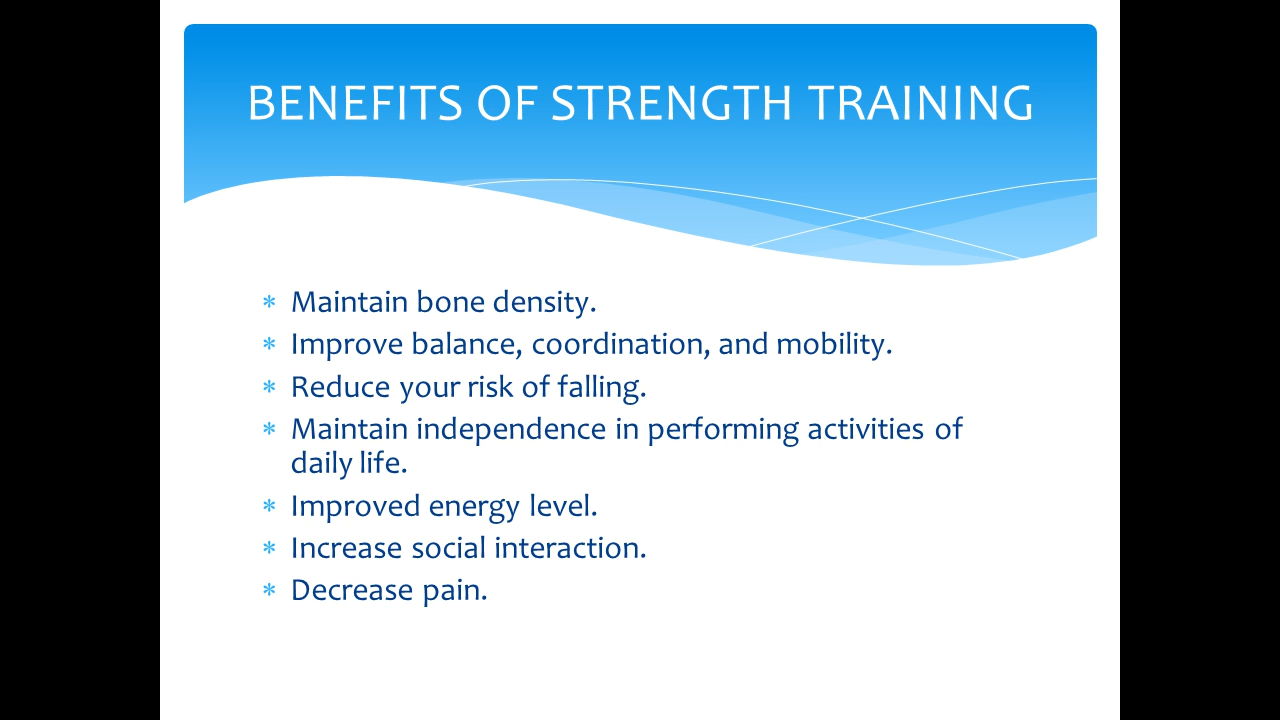 BENEFITS OF STRENGTH TRAINING
* Maintain bone density.
* Improve balance, coordination, and mobility.
* Reduce your risk of falling.
* Maintain independence in performing activities of
daily life.
* Improved energy level.
* Increase social interaction.
* Decrease pain.